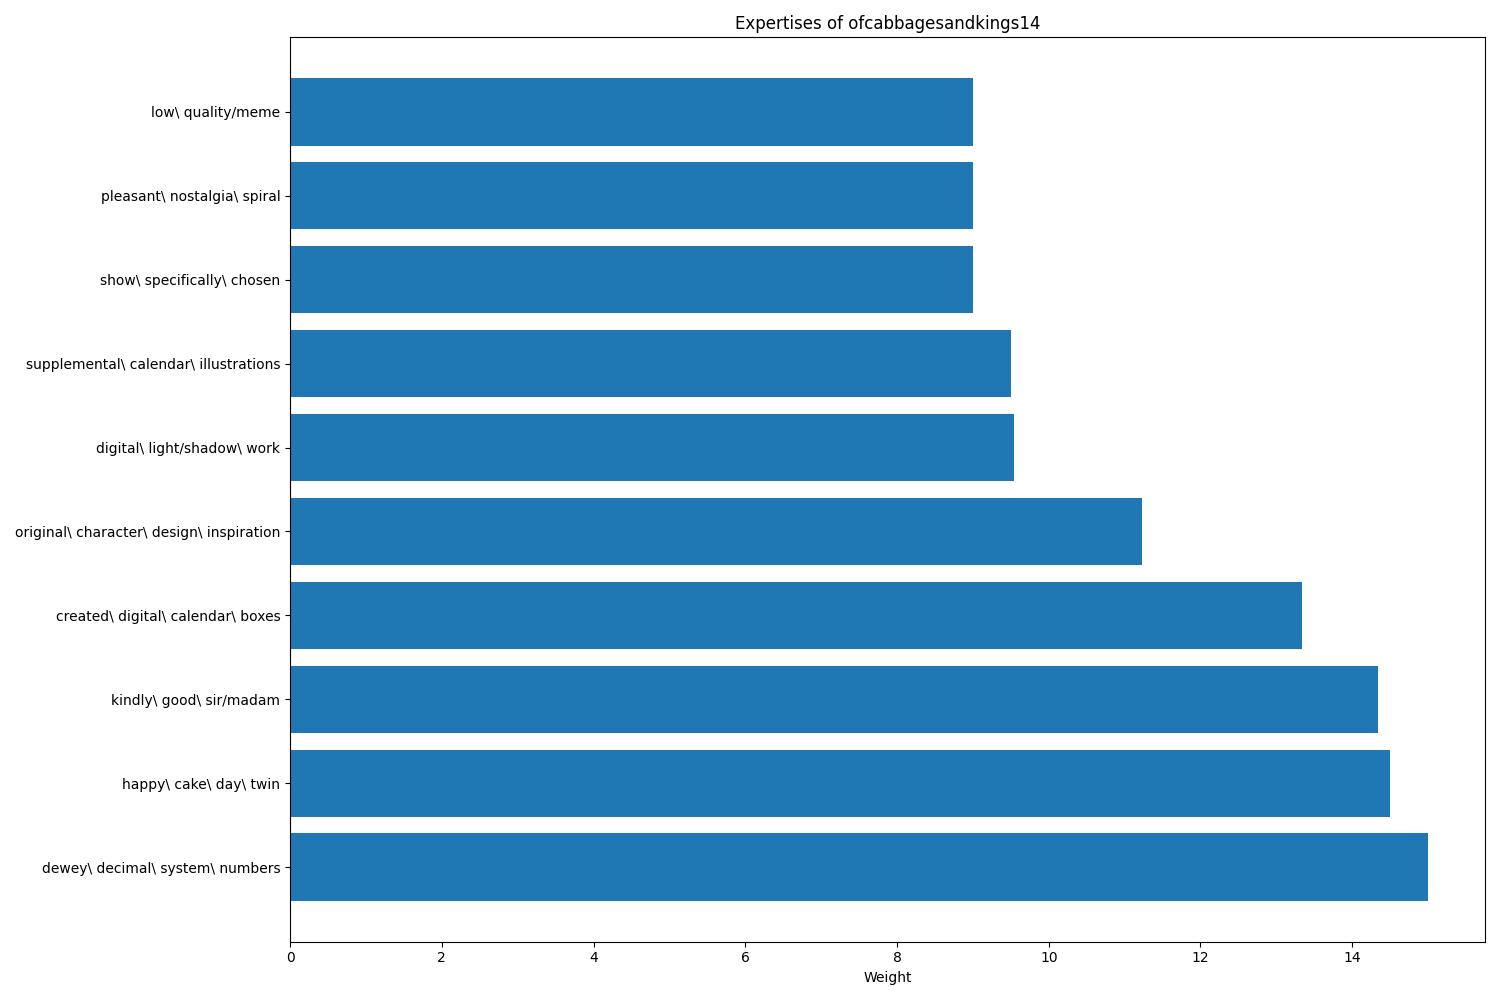 Expertises of ofcabbagesandkings14
low\ quality/meme
pleasant\ nostalgia\ spiral
show\ specifically\ chosen
supplemental\ calendar\ illustrations
digital\ light/shadow\ work
original\ character\ design\ inspiration
created\ digital\ calendar\ boxes
kindly\ good\ sir/madam
happy\ cake\ day\ twin
dewey\ decimal\ system\ numbers
0 2 4 6 8 10 12 14
Weight